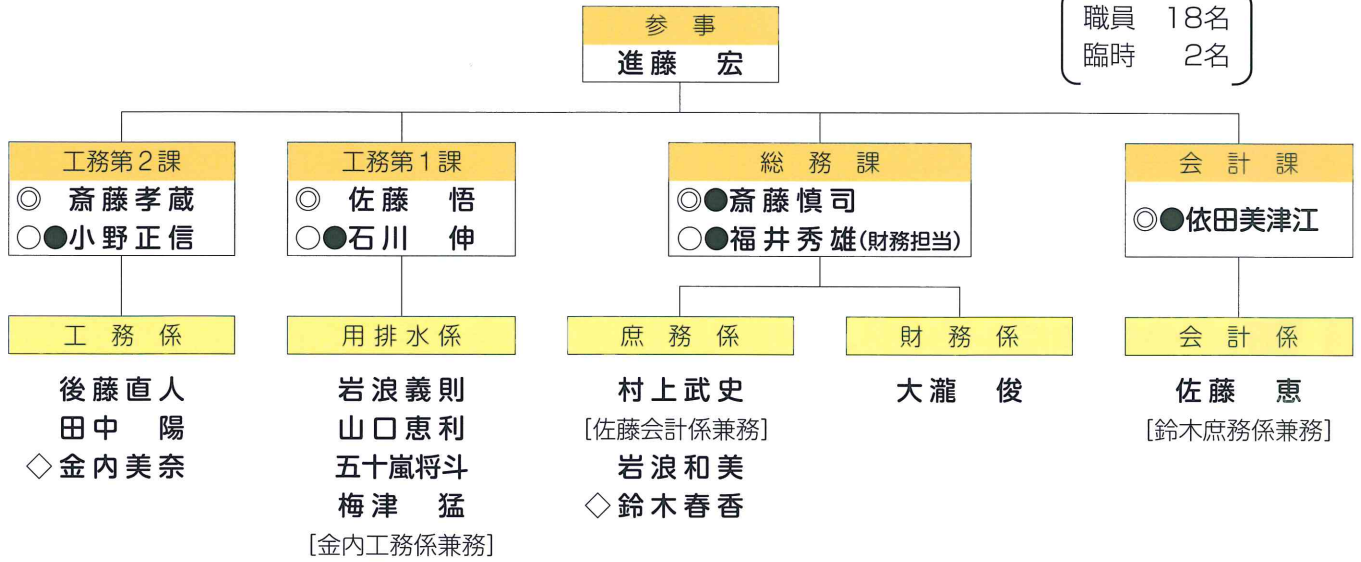 参事
進藤 宏
職員 18名
臨時 2名
工務第2課
◎ 斎藤孝蔵
○●小野正信
工務第1課
◎ 佐藤 悟
○●石川 伸
総務課
◎●斎藤慎司
○●福井秀雄(財務担当)
会計課
◎●依田美津江
工務係
後藤直人
田中 陽
◇金内美奈
用排水係
岩浪義則
山口恵利
五十嵐将斗
梅津 猛
[金内工務係兼務]
庶務係
村上武史
[佐藤会計係兼務]
岩浪和美
◇鈴木春香
財務係
大瀧 俊
会計係
佐藤 恵
[鈴木庶務係兼務]